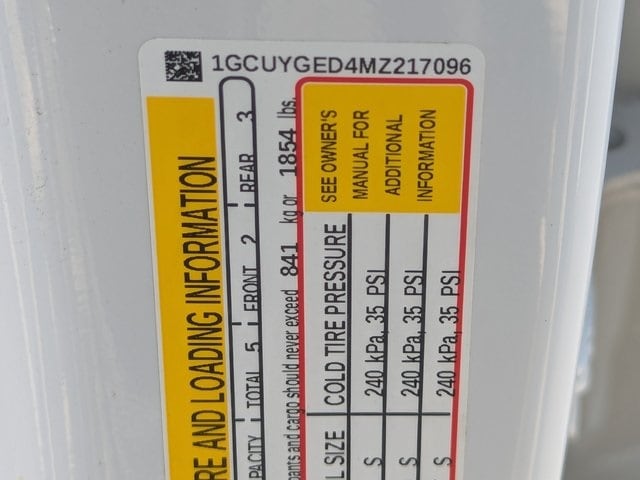 1GCUYGED4MZ217096
RE AND LOADING INFORMATION
PACITY TOTAL 5 FRONT 2 REAR 3
pants and cargo should never exceed 841 kg or 1854 lbs.
L SIZE COLD TIRE PRESSURE SEE OWNER'S
S 240 kPa, 35 PSI MANUAL FOR
S 240 kPa, 35 PSI ADDITIONAL
S 240 kPa, 35 PSI INFORMATION